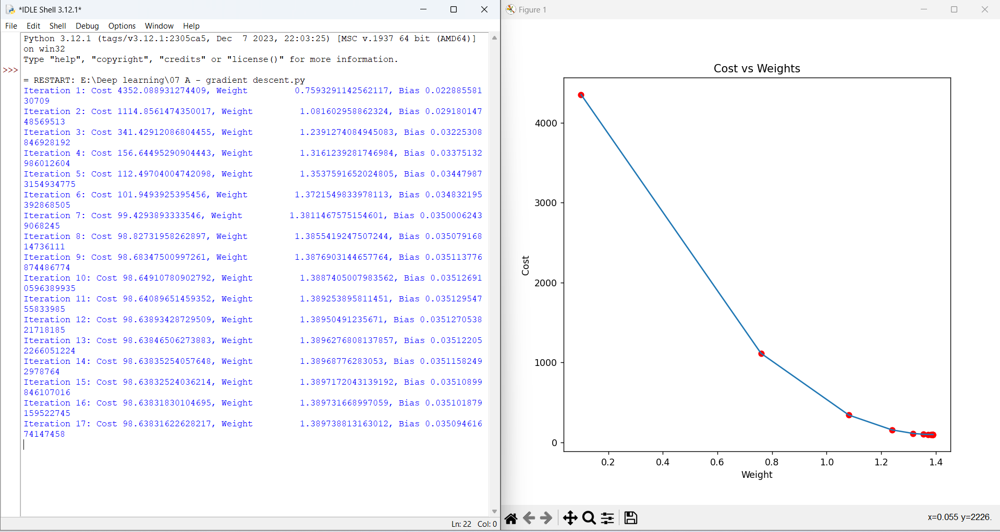 *IDLE Shell 3.12.1*
File Edit Shell Debug Options Window Help
Python 3.12.1 (tags/v3.12.1:2305ca5, Dec  7 2023, 22:03:25) [MSC v.1937 64 bit (AMD64)]
on win32
Type "help", "copyright", "credits" or "license()" for more information.
>>>
= RESTART: E:\Deep learning\07 A - gradient descent.py
Iteration 1: Cost 4352.088931274409, Weight         0.7593291142562117, Bias 0.022885581
30709
Iteration 2: Cost 1114.8561474350017, Weight         1.081602958862324, Bias 0.029180147
48569513
Iteration 3: Cost 341.42912086804455, Weight         1.2391274084945083, Bias 0.03225308
846928192
Iteration 4: Cost 156.64495290904443, Weight         1.3161239281746984, Bias 0.03375132
986012604
Iteration 5: Cost 112.49704004742098, Weight         1.3537591652024805, Bias 0.03447987
3154934775
Iteration 6: Cost 101.9493925395456, Weight         1.3721549833978113, Bias 0.034832195
392868505
Iteration 7: Cost 99.4293893333546, Weight         1.3811467575154601, Bias 0.0350006243
9068245
Iteration 8: Cost 98.82731958262897, Weight         1.3855419247507244, Bias 0.035079168
14736111
Iteration 9: Cost 98.68347500997261, Weight         1.3876903144657764, Bias 0.035113776
874486774
Iteration 10: Cost 98.64910780902792, Weight         1.3887405007983562, Bias 0.03512691
0596389935
Iteration 11: Cost 98.64089651459352, Weight         1.389253895811451, Bias 0.035129547
55833985
Iteration 12: Cost 98.63893428729509, Weight         1.38950491235671, Bias 0.0351270538
21718185
Iteration 13: Cost 98.63846506273883, Weight         1.3896276808137857, Bias 0.03512205
2266051224
Iteration 14: Cost 98.63835254057648, Weight         1.38968776283053, Bias 0.0351158249
2978764
Iteration 15: Cost 98.63832524036214, Weight         1.3897172043139192, Bias 0.03510899
846107016
Iteration 16: Cost 98.63831830104695, Weight         1.389731668997059, Bias 0.035101879
159522745
Iteration 17: Cost 98.63831622628217, Weight         1.389738813163012, Bias 0.035094616
74147458
Ln: 22 Col: 0
Figure 1
Cost vs Weights
Cost
4000
3000
2000
1000
0
0.2 0.4 0.6 0.8 1.0 1.2 1.4
Weight
x=0.055 y=2226.